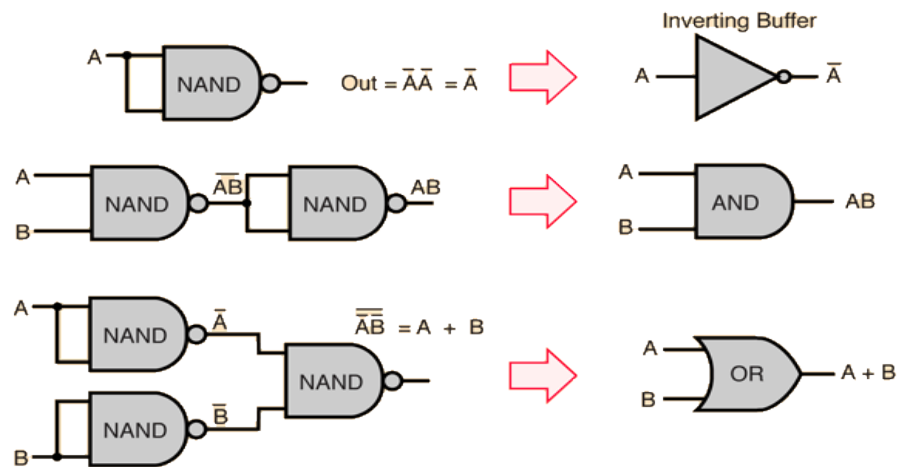 Inverting Buffer
A NAND Out = A̅A̅ = A̅ A A̅
A B NAND A̅B̅ NAND AB A B AND AB
A NAND A̅ A̿B̿ = A + B
NAND A B OR A + B
B NAND B̅